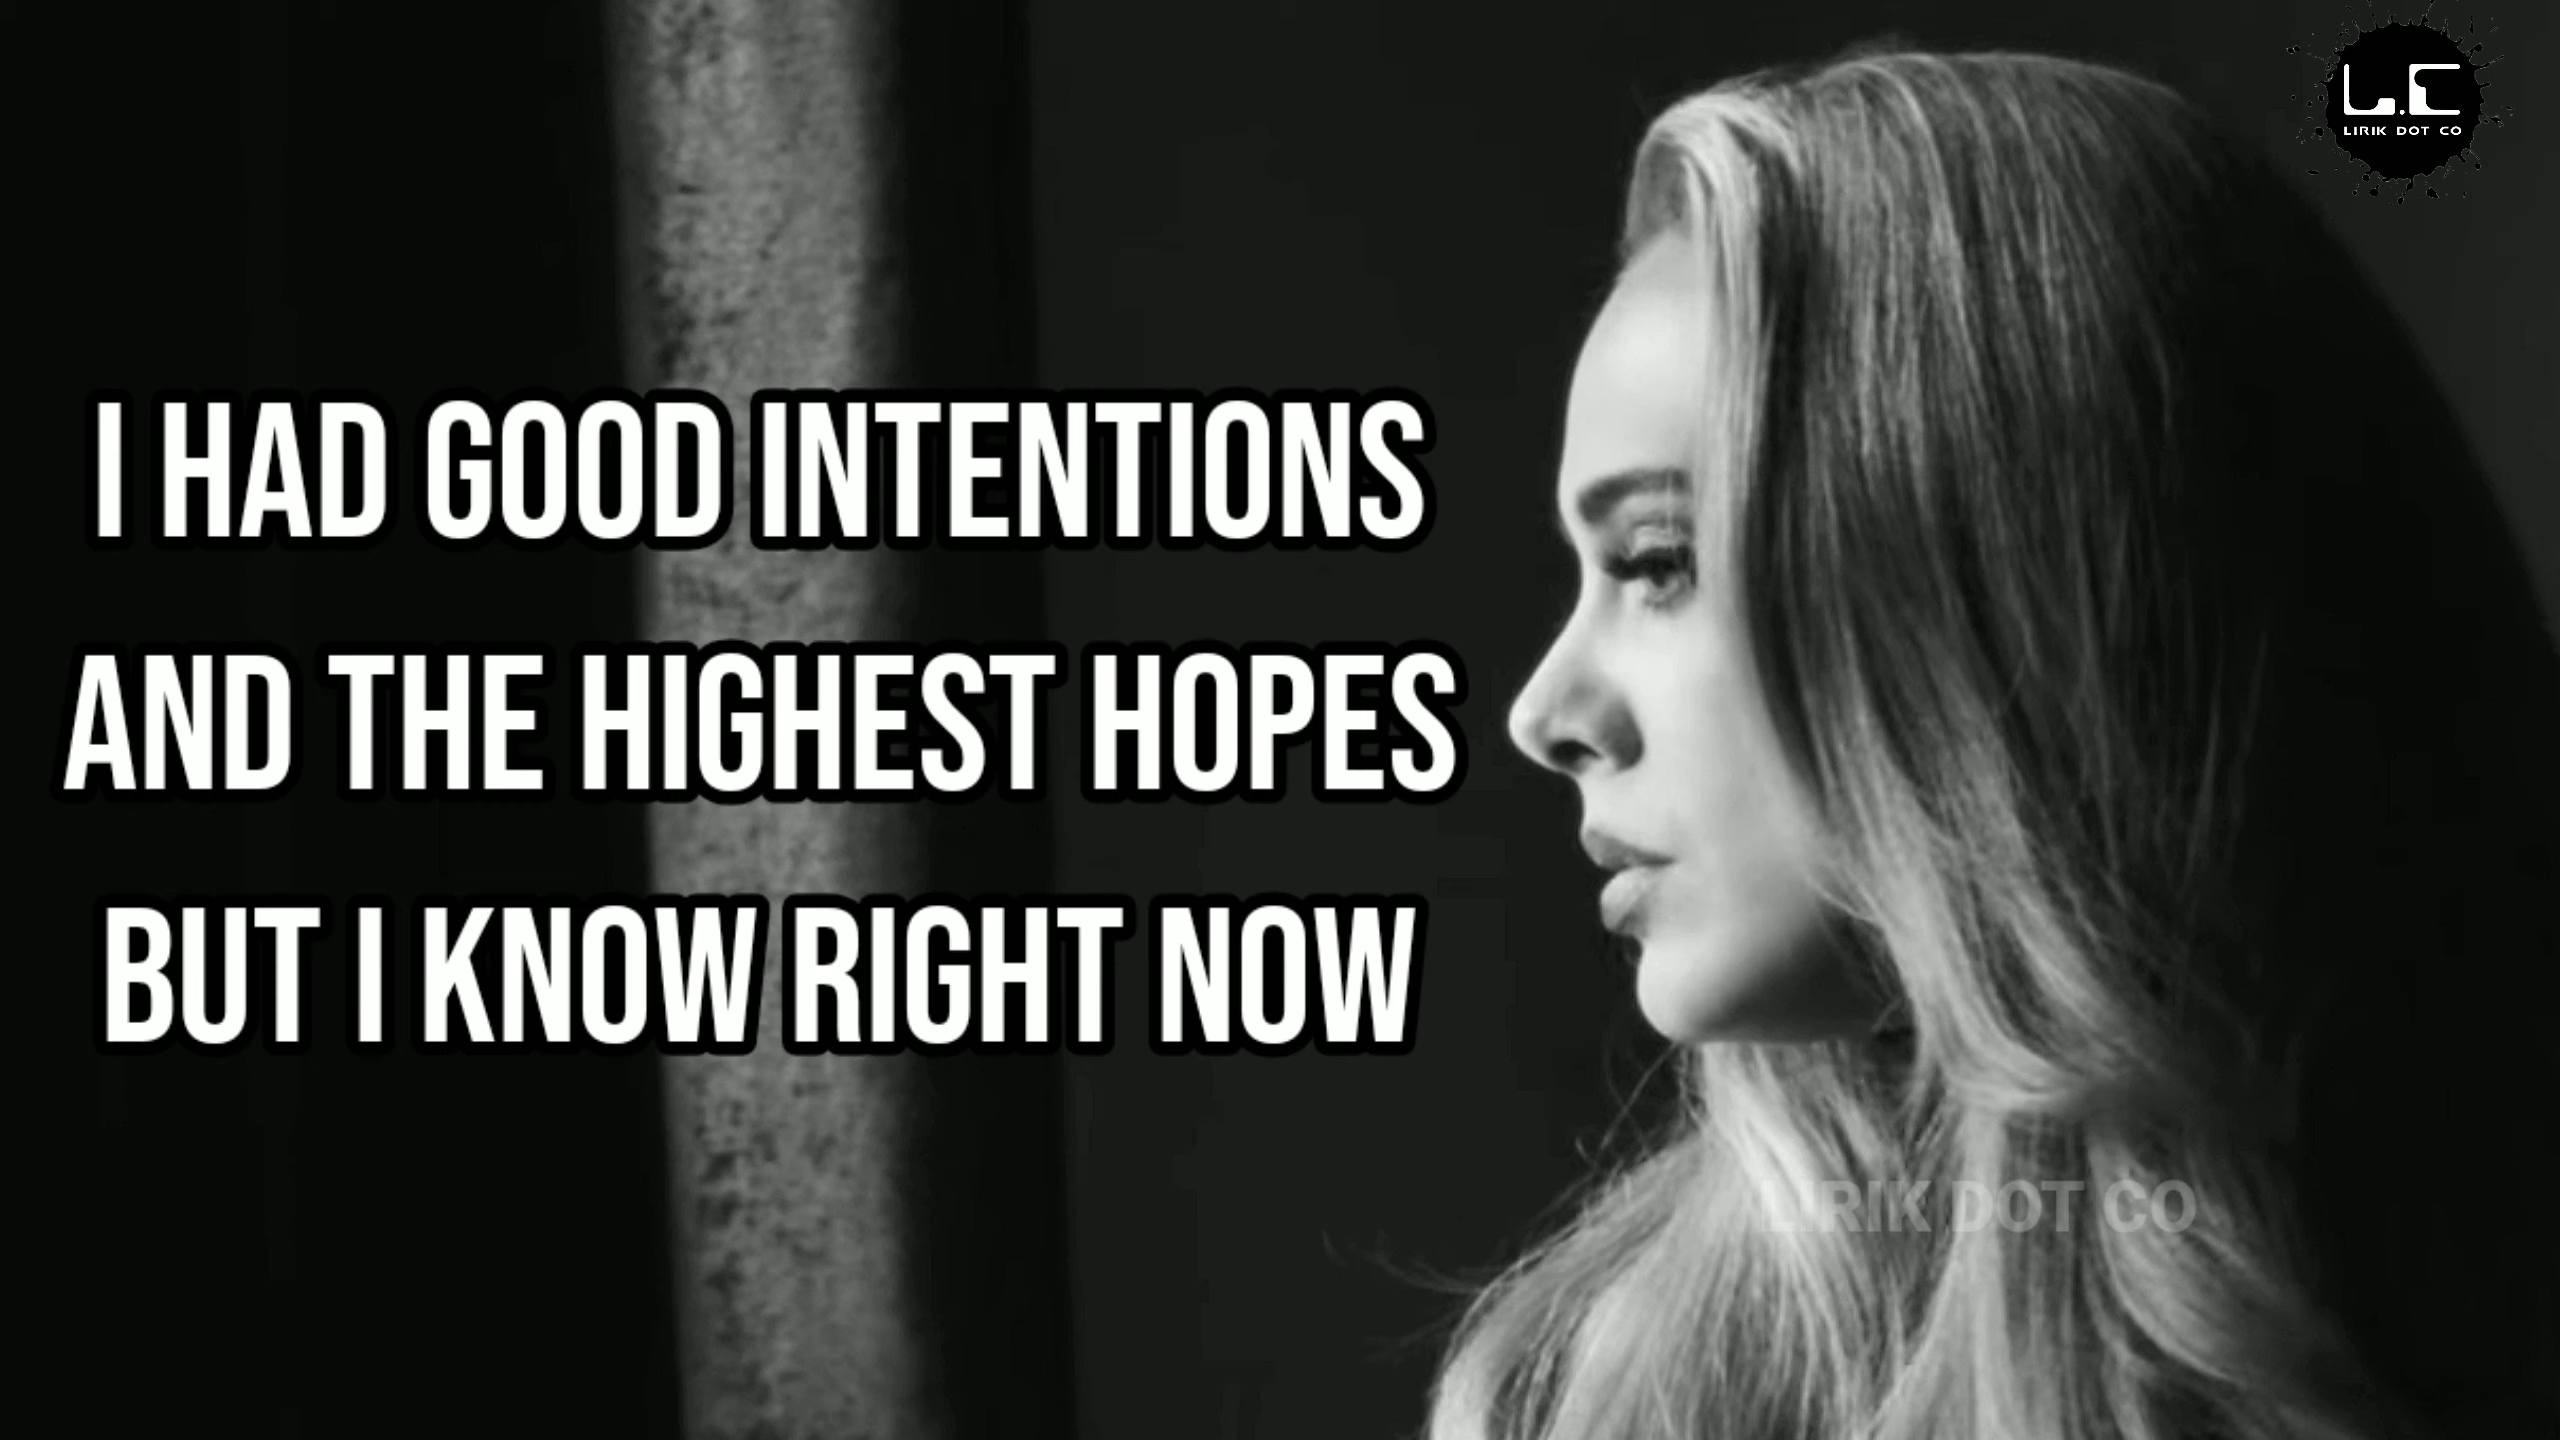 L.C
LIRIK DOT CO
I HAD GOOD INTENTIONS
AND THE HIGHEST HOPES
BUT I KNOW RIGHT NOW
LIRIK DOT CO